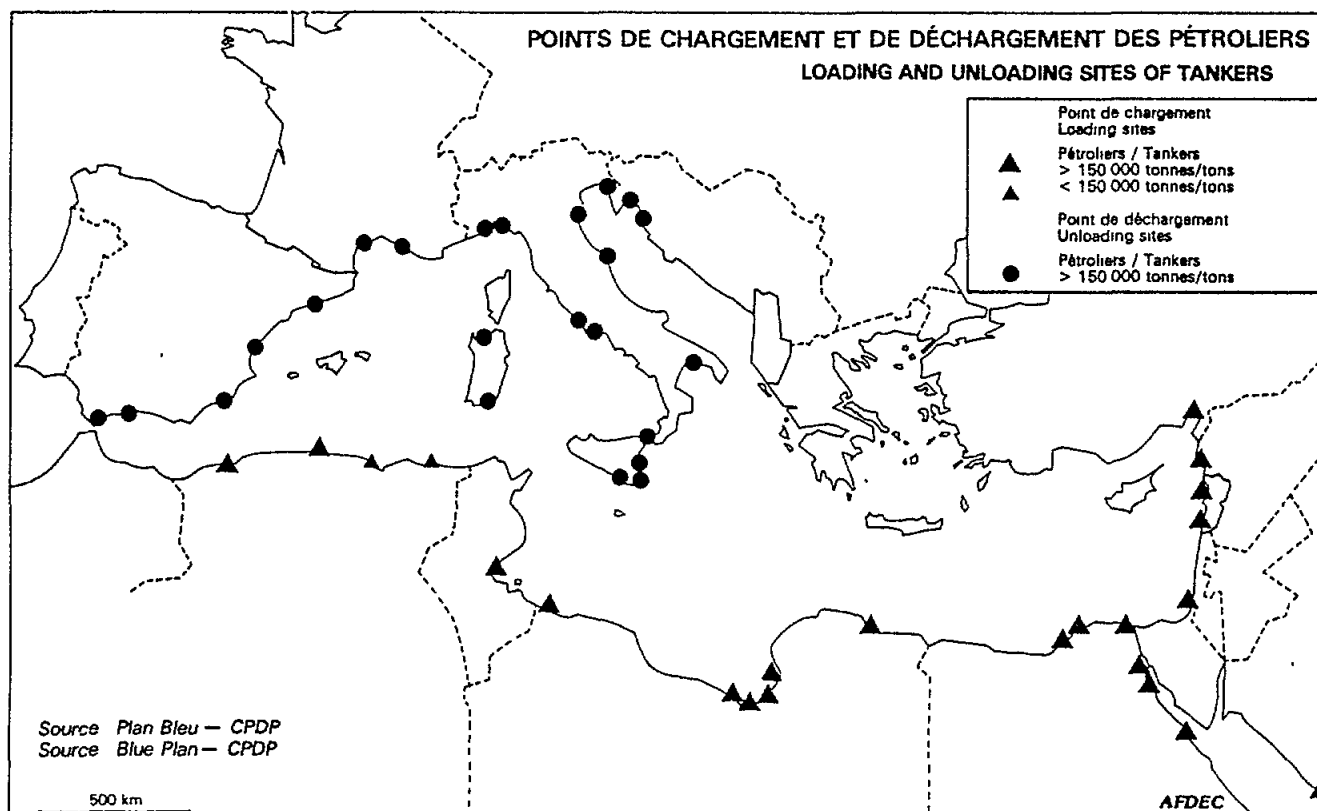 POINTS DE CHARGEMENT ET DE DÉCHARGEMENT DES PÉTROLIERS
LOADING AND UNLOADING SITES OF TANKERS
Point de chargement
Loading sites
Pétroliers / Tankers
> 150 000 tonnes/tons
< 150 000 tonnes/tons
Point de déchargement
Unloading sites
Pétroliers / Tankers
> 150 000 tonnes/tons
Source Plan Bleu — CPDP
Source Blue Plan — CPDP
500 km
AFDEC